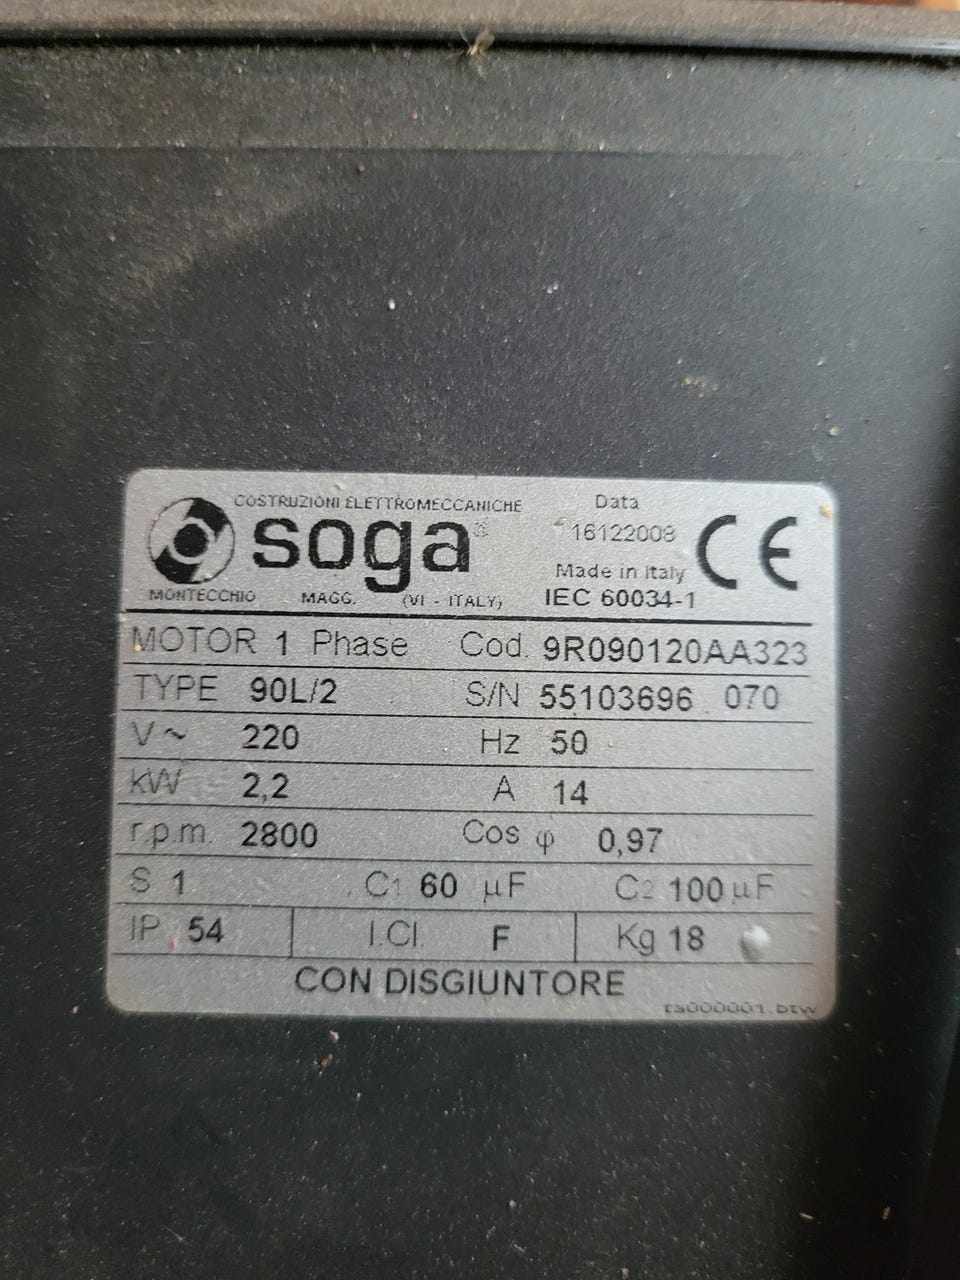 COSTRUZIONI ELETTROMECCANICHE
soga
MONTECCHIO MAGG. (VI - ITALY)
Data
16122008
Made in Italy
IEC 60034-1
CE
MOTOR 1 Phase Cod. 9R090120AA323
TYPE 90L/2 S/N 55103696 070
V ~ 220 Hz 50
kW 2,2 A 14
r.p.m. 2800 Cos φ 0,97
S 1 C1 60 µF C2 100 µF
IP 54 I.Cl. F Kg 18
CON DISGIUNTORE